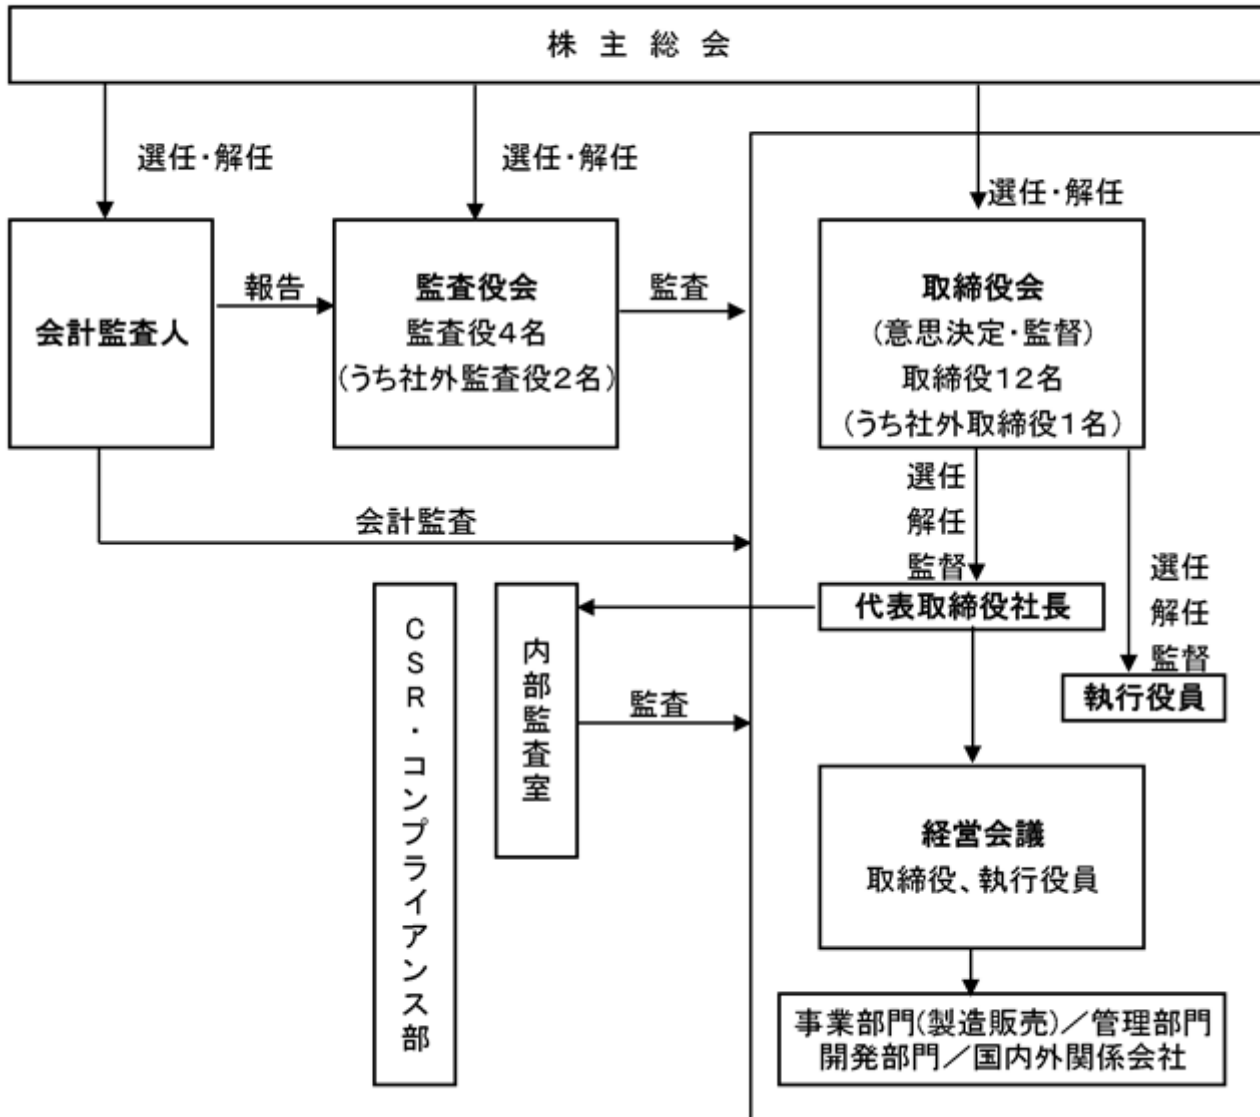 株主総会
選任・解任
選任・解任
選任・解任
会計監査人
報告
監査役会
監査役4名
(うち社外監査役2名)
監査
取締役会
(意思決定・監督)
取締役12名
(うち社外取締役1名)
会計監査
選任
解任
監督
選任
解任
監督
代表取締役社長
執行役員
CSR・コンプライアンス部
内部監査室
監査
経営会議
取締役、執行役員
事業部門(製造販売)／管理部門
開発部門／国内外関係会社